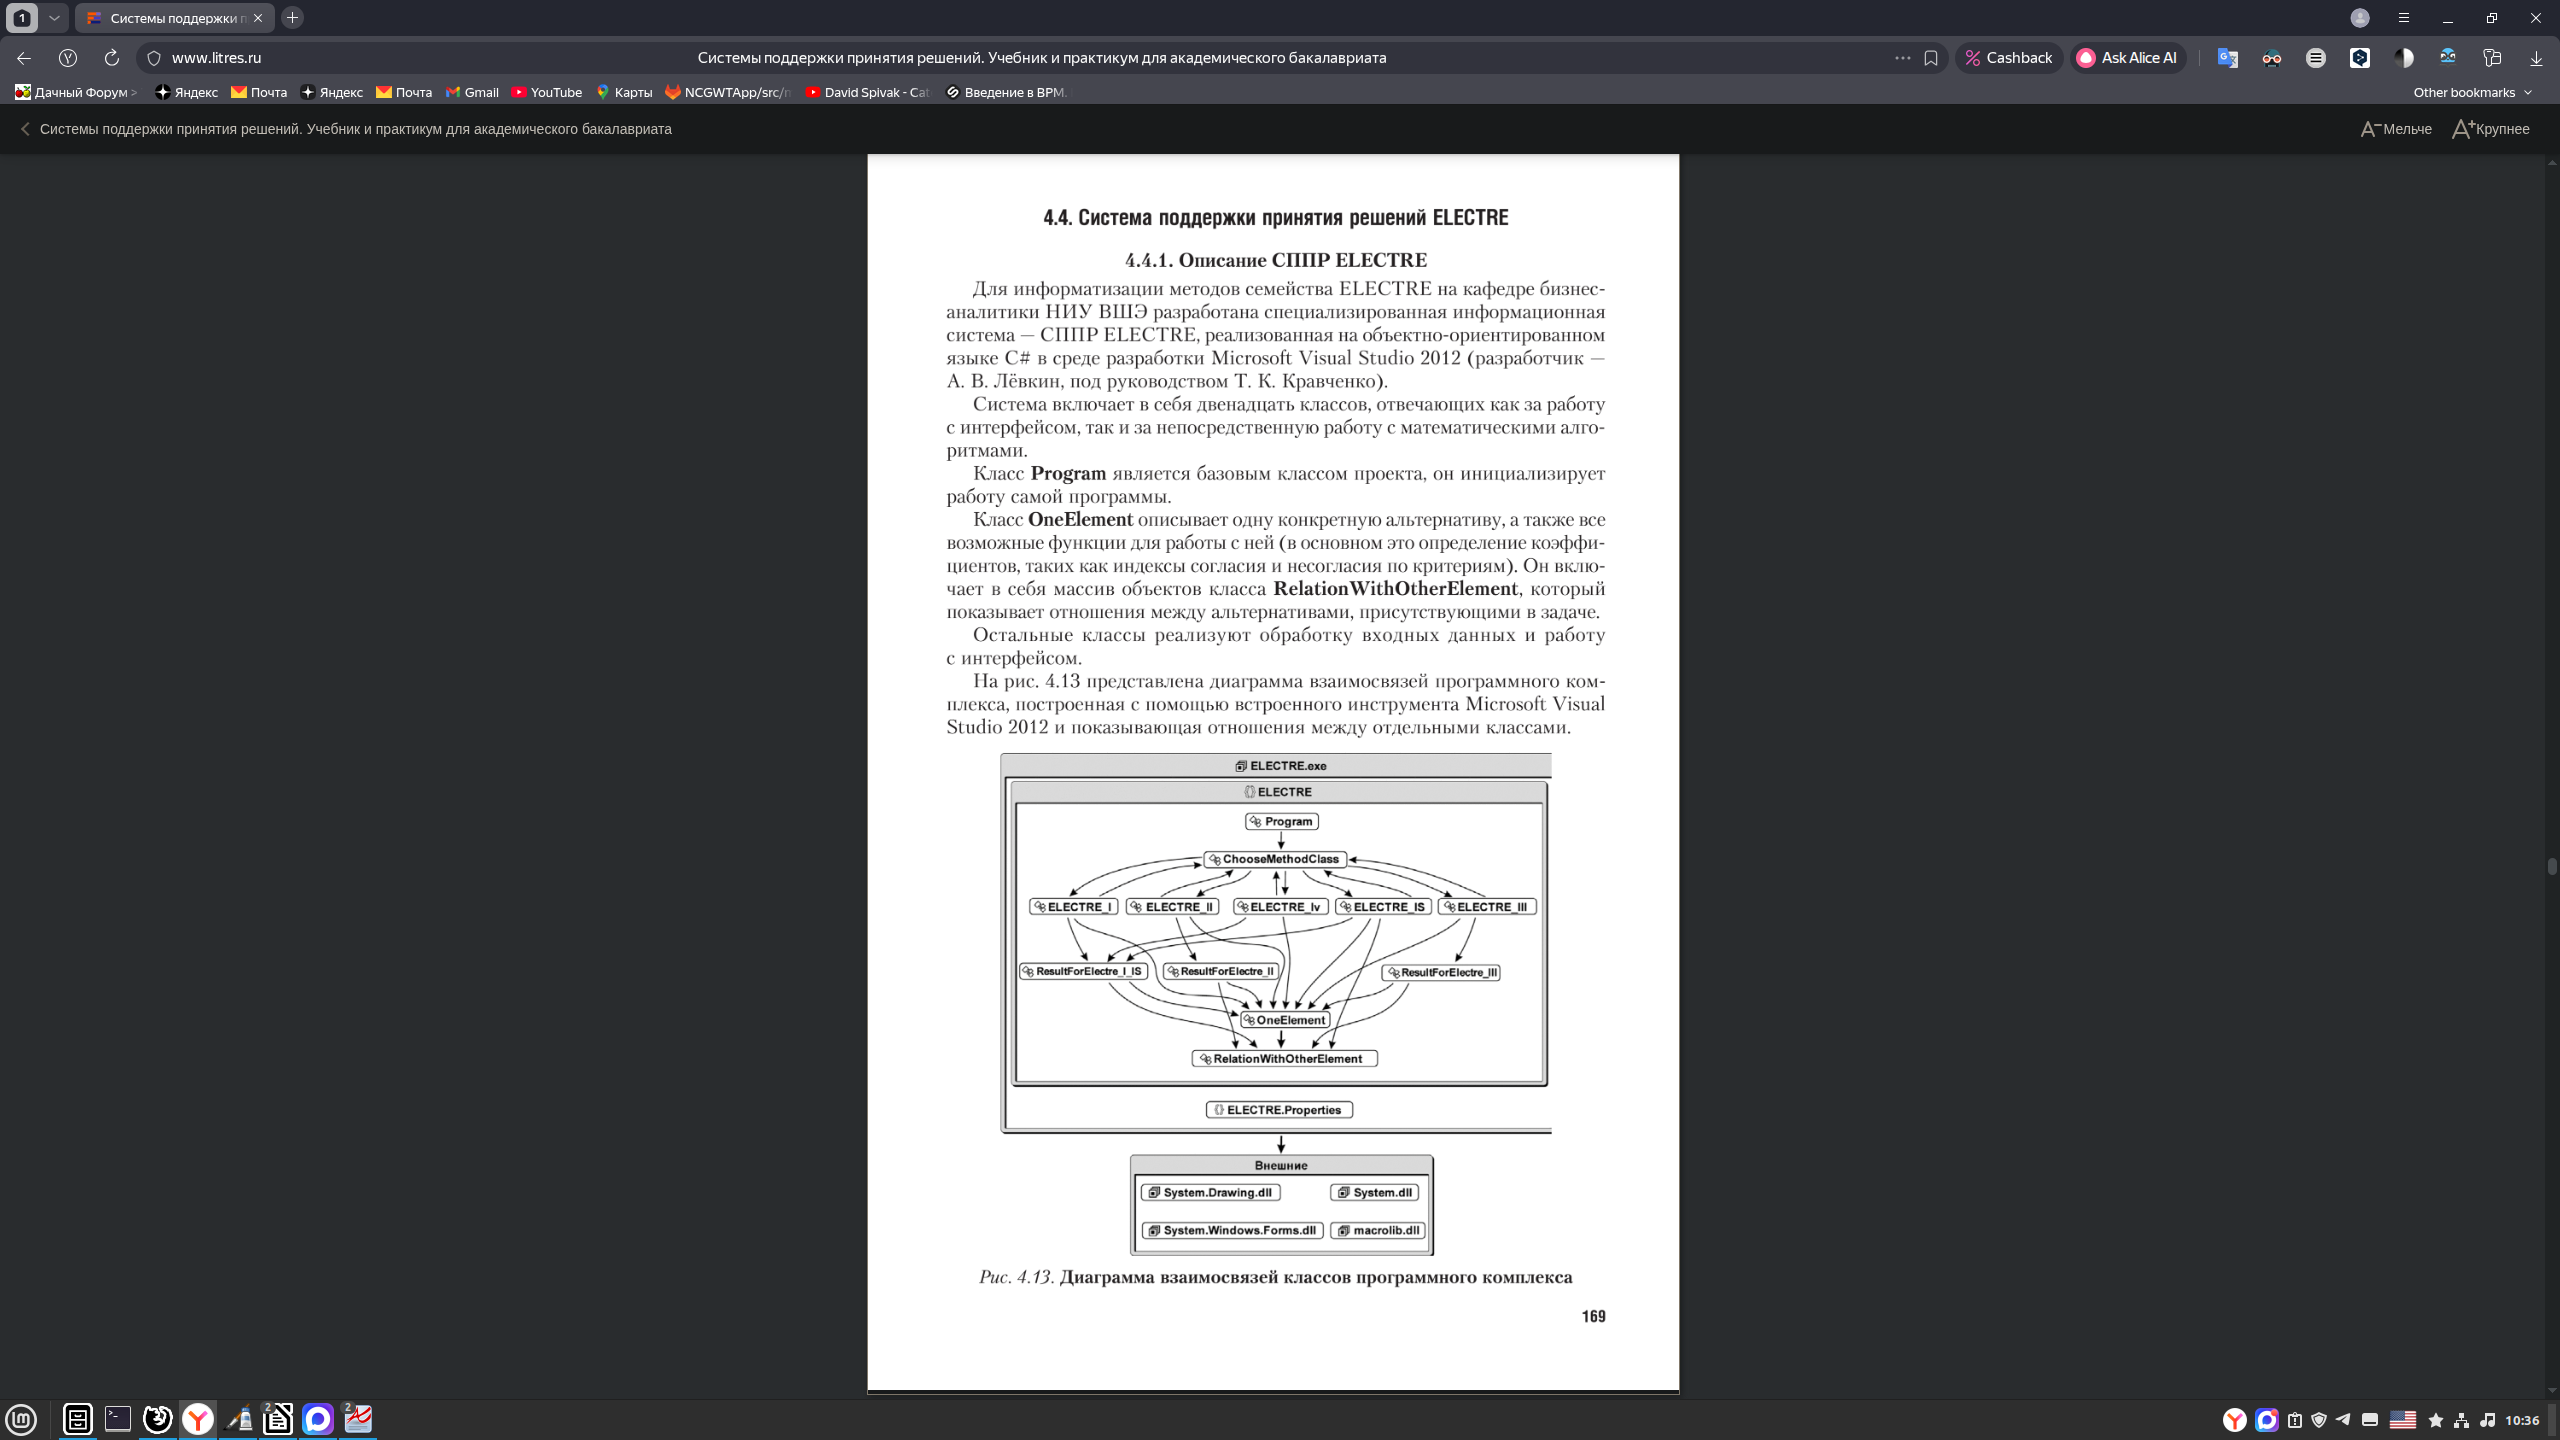 1
Системы поддержки п
www.litres.ru
Системы поддержки принятия решений. Учебник и практикум для академического бакалавриата
Cashback
Ask Alice AI
Дачный Форум >
Яндекс
Почта
Яндекс
Почта
Gmail
YouTube
Карты
NCGWTApp/src/
David Spivak - Cat
Введение в BPM.
Other bookmarks
Системы поддержки принятия решений. Учебник и практикум для академического бакалавриата
A− Мельче
A+ Крупнее
4.4. Система поддержки принятия решений ELECTRE
4.4.1. Описание СППР ELECTRE
Для информатизации методов семейства ELECTRE на кафедре бизнес-
аналитики НИУ ВШЭ разработана специализированная информационная
система — СППР ELECTRE, реализованная на объектно-ориентированном
языке C# в среде разработки Microsoft Visual Studio 2012 (разработчик —
А. В. Лёвкин, под руководством Т. К. Кравченко).
Система включает в себя двенадцать классов, отвечающих как за работу
с интерфейсом, так и за непосредственную работу с математическими алго-
ритмами.
Класс Program является базовым классом проекта, он инициализирует
работу самой программы.
Класс OneElement описывает одну конкретную альтернативу, а также все
возможные функции для работы с ней (в основном это определение коэффи-
циентов, таких как индексы согласия и несогласия по критериям). Он вклю-
чает в себя массив объектов класса RelationWithOtherElement, который
показывает отношения между альтернативами, присутствующими в задаче.
Остальные классы реализуют обработку входных данных и работу
с интерфейсом.
На рис. 4.13 представлена диаграмма взаимосвязей программного ком-
плекса, построенная с помощью встроенного инструмента Microsoft Visual
Studio 2012 и показывающая отношения между отдельными классами.
ELECTRE.exe
ELECTRE
Program
ChooseMethodClass
ELECTRE_I
ELECTRE_II
ELECTRE_Iv
ELECTRE_IS
ELECTRE_III
ResultForElectre_I_IS
ResultForElectre_II
ResultForElectre_III
OneElement
RelationWithOtherElement
ELECTRE.Properties
Внешние
System.Drawing.dll
System.dll
System.Windows.Forms.dll
macrolib.dll
Рис. 4.13. Диаграмма взаимосвязей классов программного комплекса
169
2
2
10:36